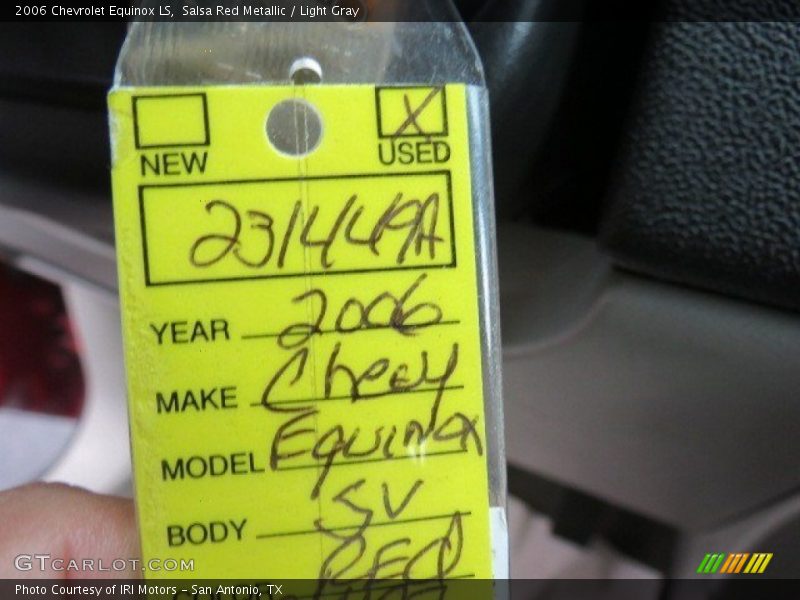 2006 Chevrolet Equinox LS,  Salsa Red Metallic / Light Gray
NEW
X
USED
231449A
YEAR 2006
MAKE Chevy
MODEL Equinox
BODY SV
RED
GTCARLOT.COM
Photo Courtesy of IRI Motors - San Antonio, TX